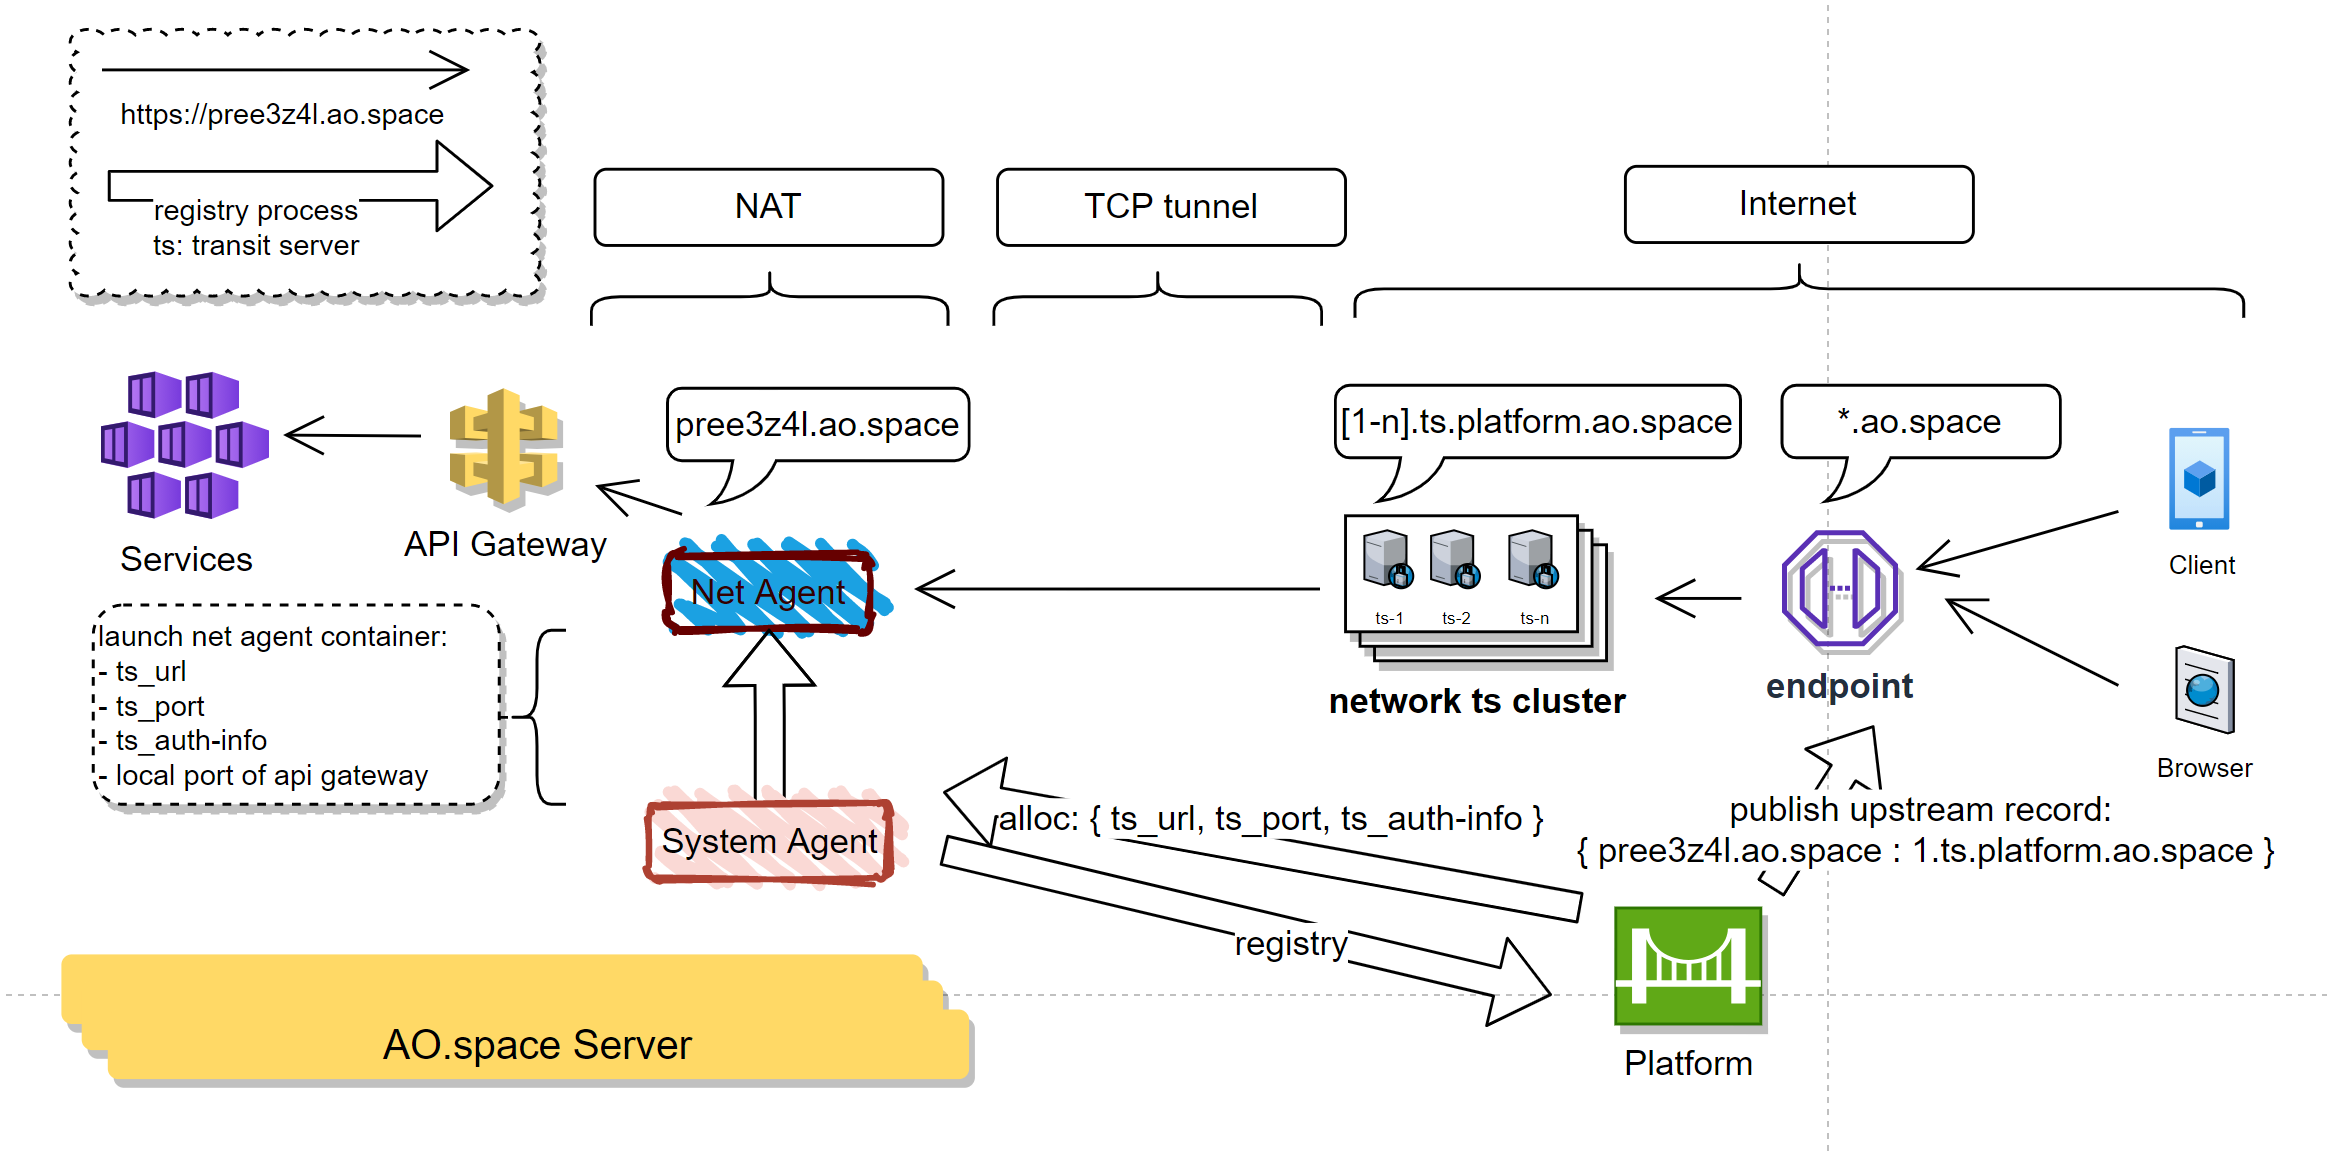 https://pree3z4l.ao.space
registry process
ts: transit server
NAT
TCP tunnel
Internet
pree3z4l.ao.space
[1-n].ts.platform.ao.space
*.ao.space
Services
API Gateway
Net Agent
ts-1
ts-2
ts-n
network ts cluster
endpoint
Client
Browser
launch net agent container:
- ts_url
- ts_port
- ts_auth-info
- local port of api gateway
System Agent
alloc: { ts_url, ts_port, ts_auth-info }
publish upstream record:
{ pree3z4l.ao.space : 1.ts.platform.ao.space }
registry
Platform
AO.space Server